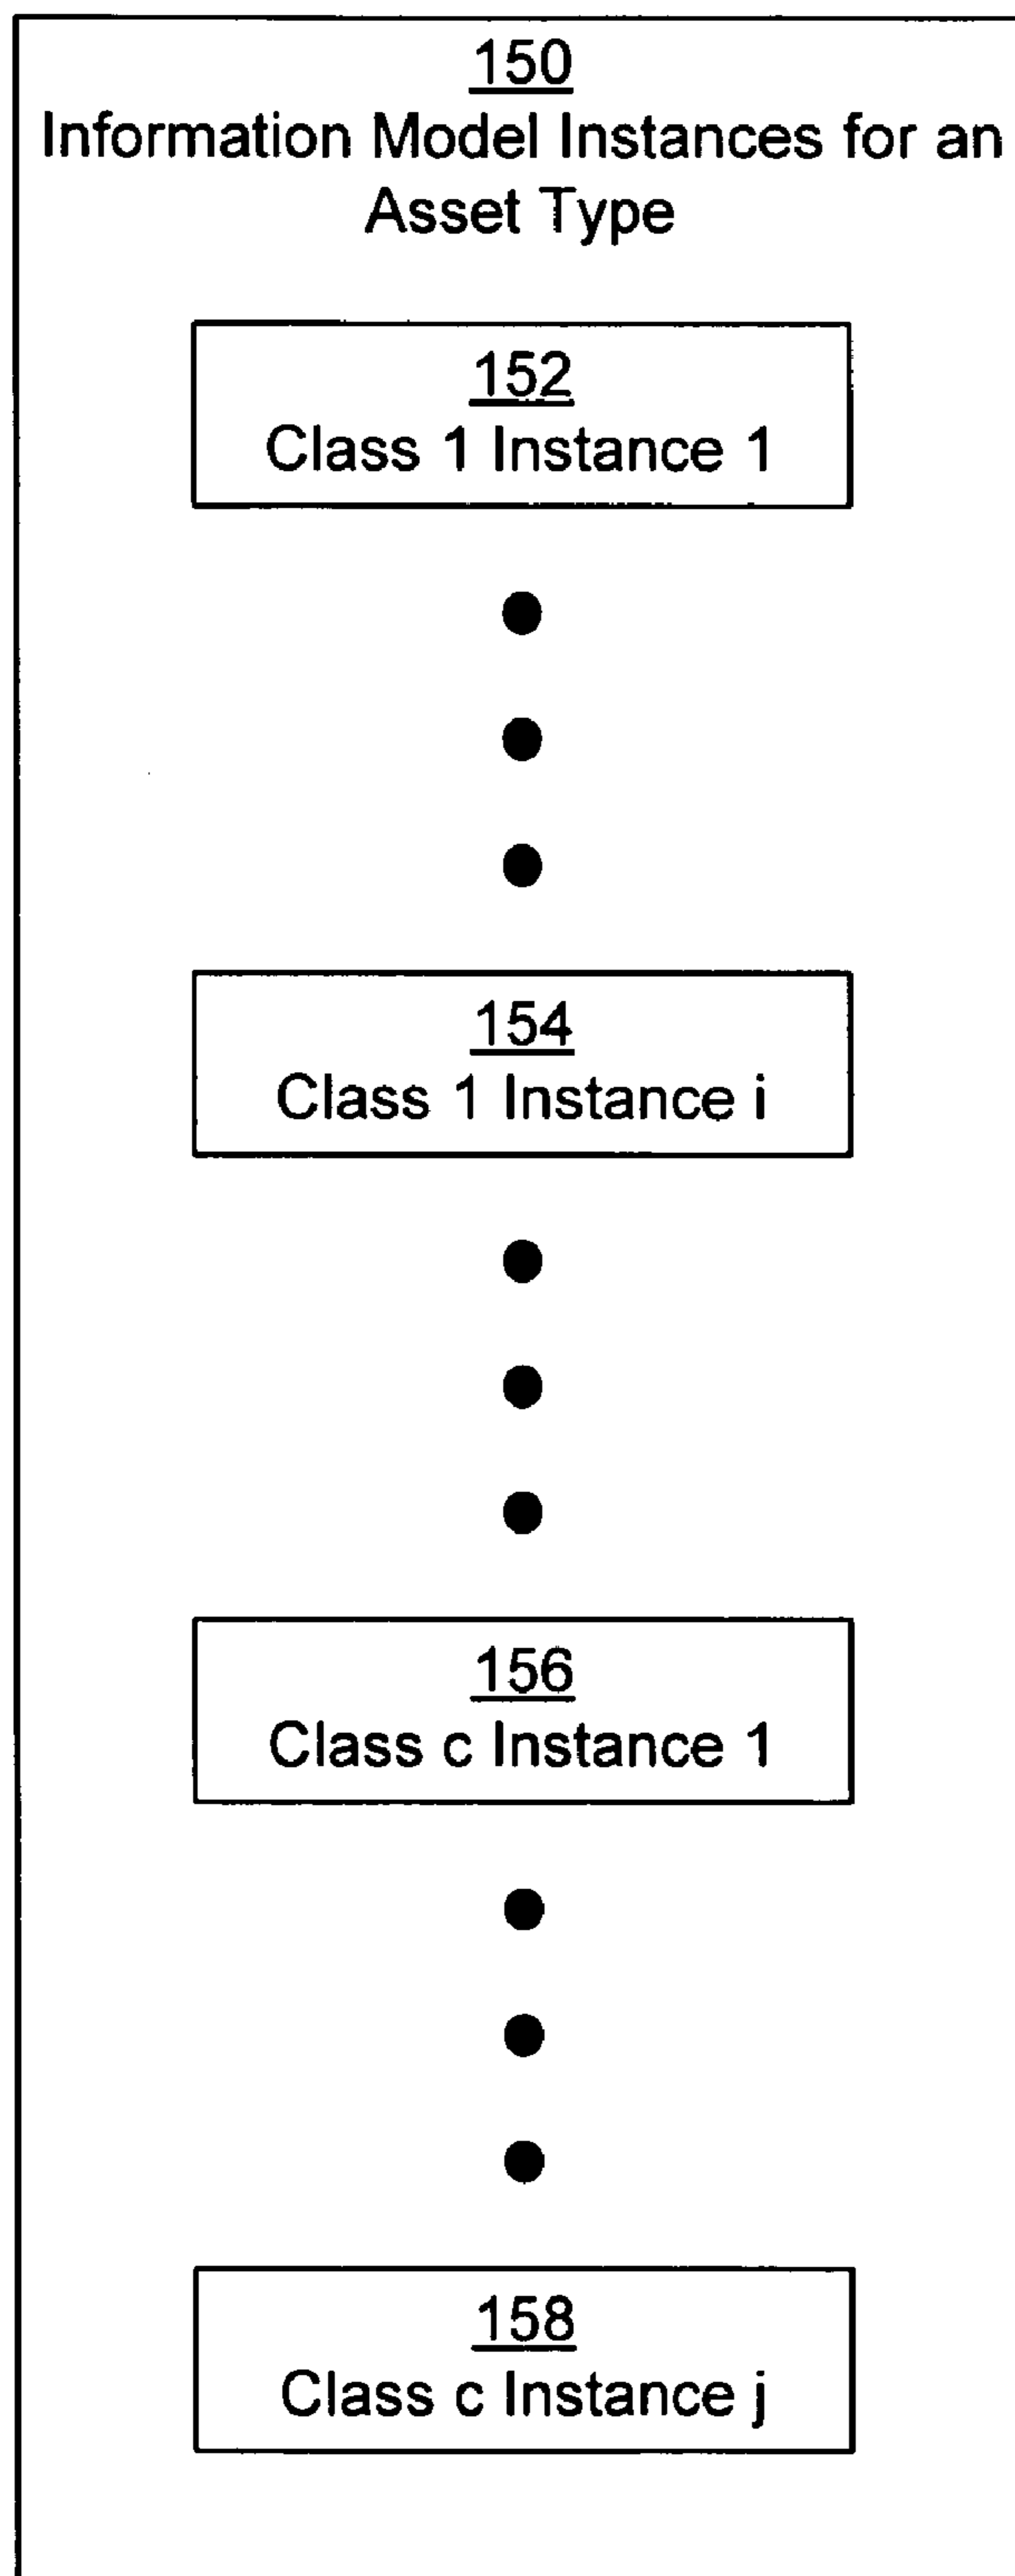 150
Information Model Instances for an
Asset Type
152
Class 1 Instance 1
154
Class 1 Instance i
156
Class c Instance 1
158
Class c Instance j